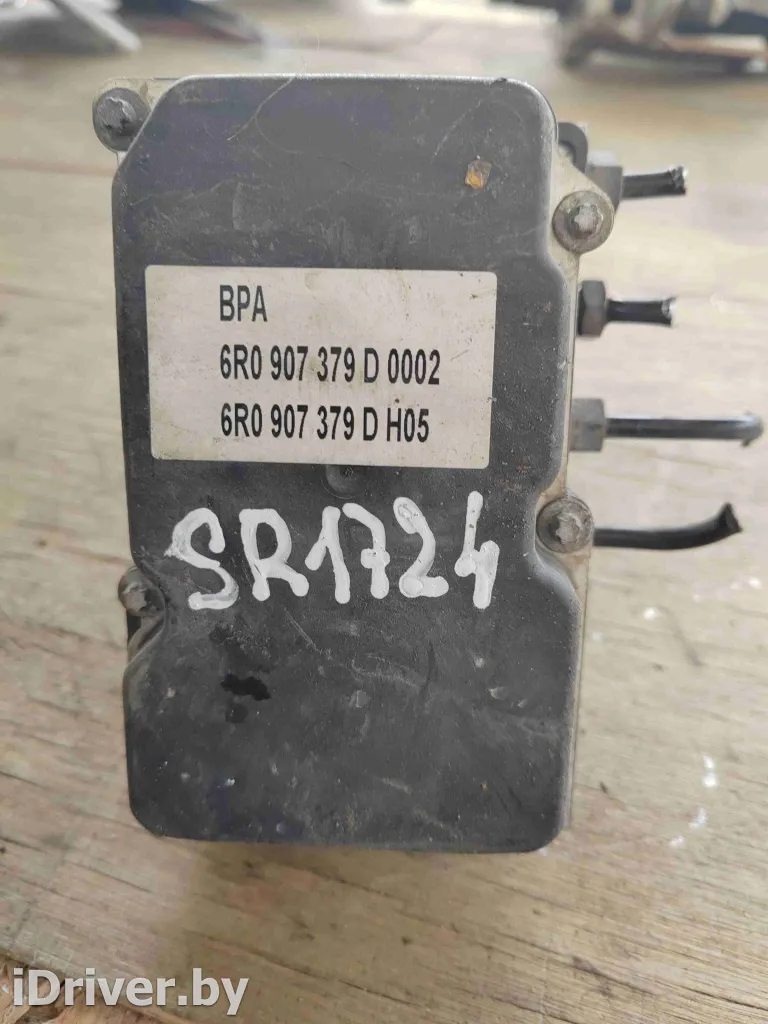 BPA
6R0 907 379 D 0002
6R0 907 379 D H05
SR1724
iDriver.by